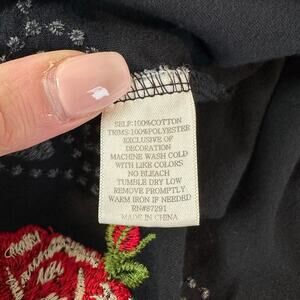 SELF:100%COTTON
TRIMS:100%POLYESTER
EXCLUSIVE OF
DECORATION
MACHINE WASH COLD
WITH LIKE COLORS
NO BLEACH
TUMBLE DRY LOW
REMOVE PROMPTLY
WARM IRON IF NEEDED
RN#87291
MADE IN CHINA